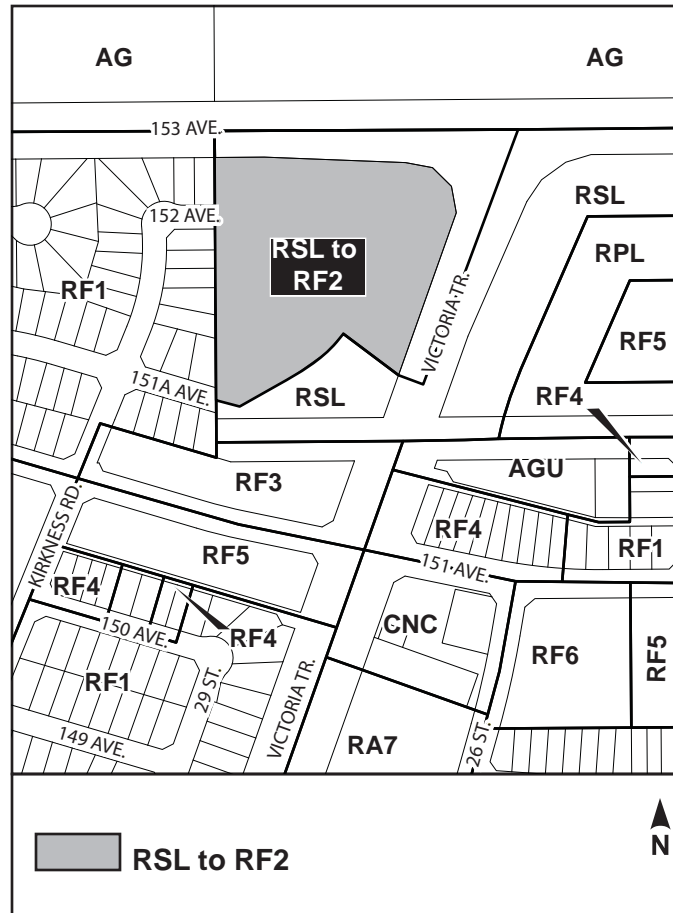 AG
AG
153 AVE.
152 AVE.
RSL
RSL to
RF2
RPL
RF1
VICTORIA TR.
RF5
151A AVE.
RSL
RF4
AGU
RF3
KIRKNESS RD.
RF4
RF1
RF5
151 AVE.
RF4
CNC
150 AVE.
RF4
RF6
RF5
RF1
29 ST.
VICTORIA TR.
149 AVE.
RA7
26 ST.
N
RSL to RF2